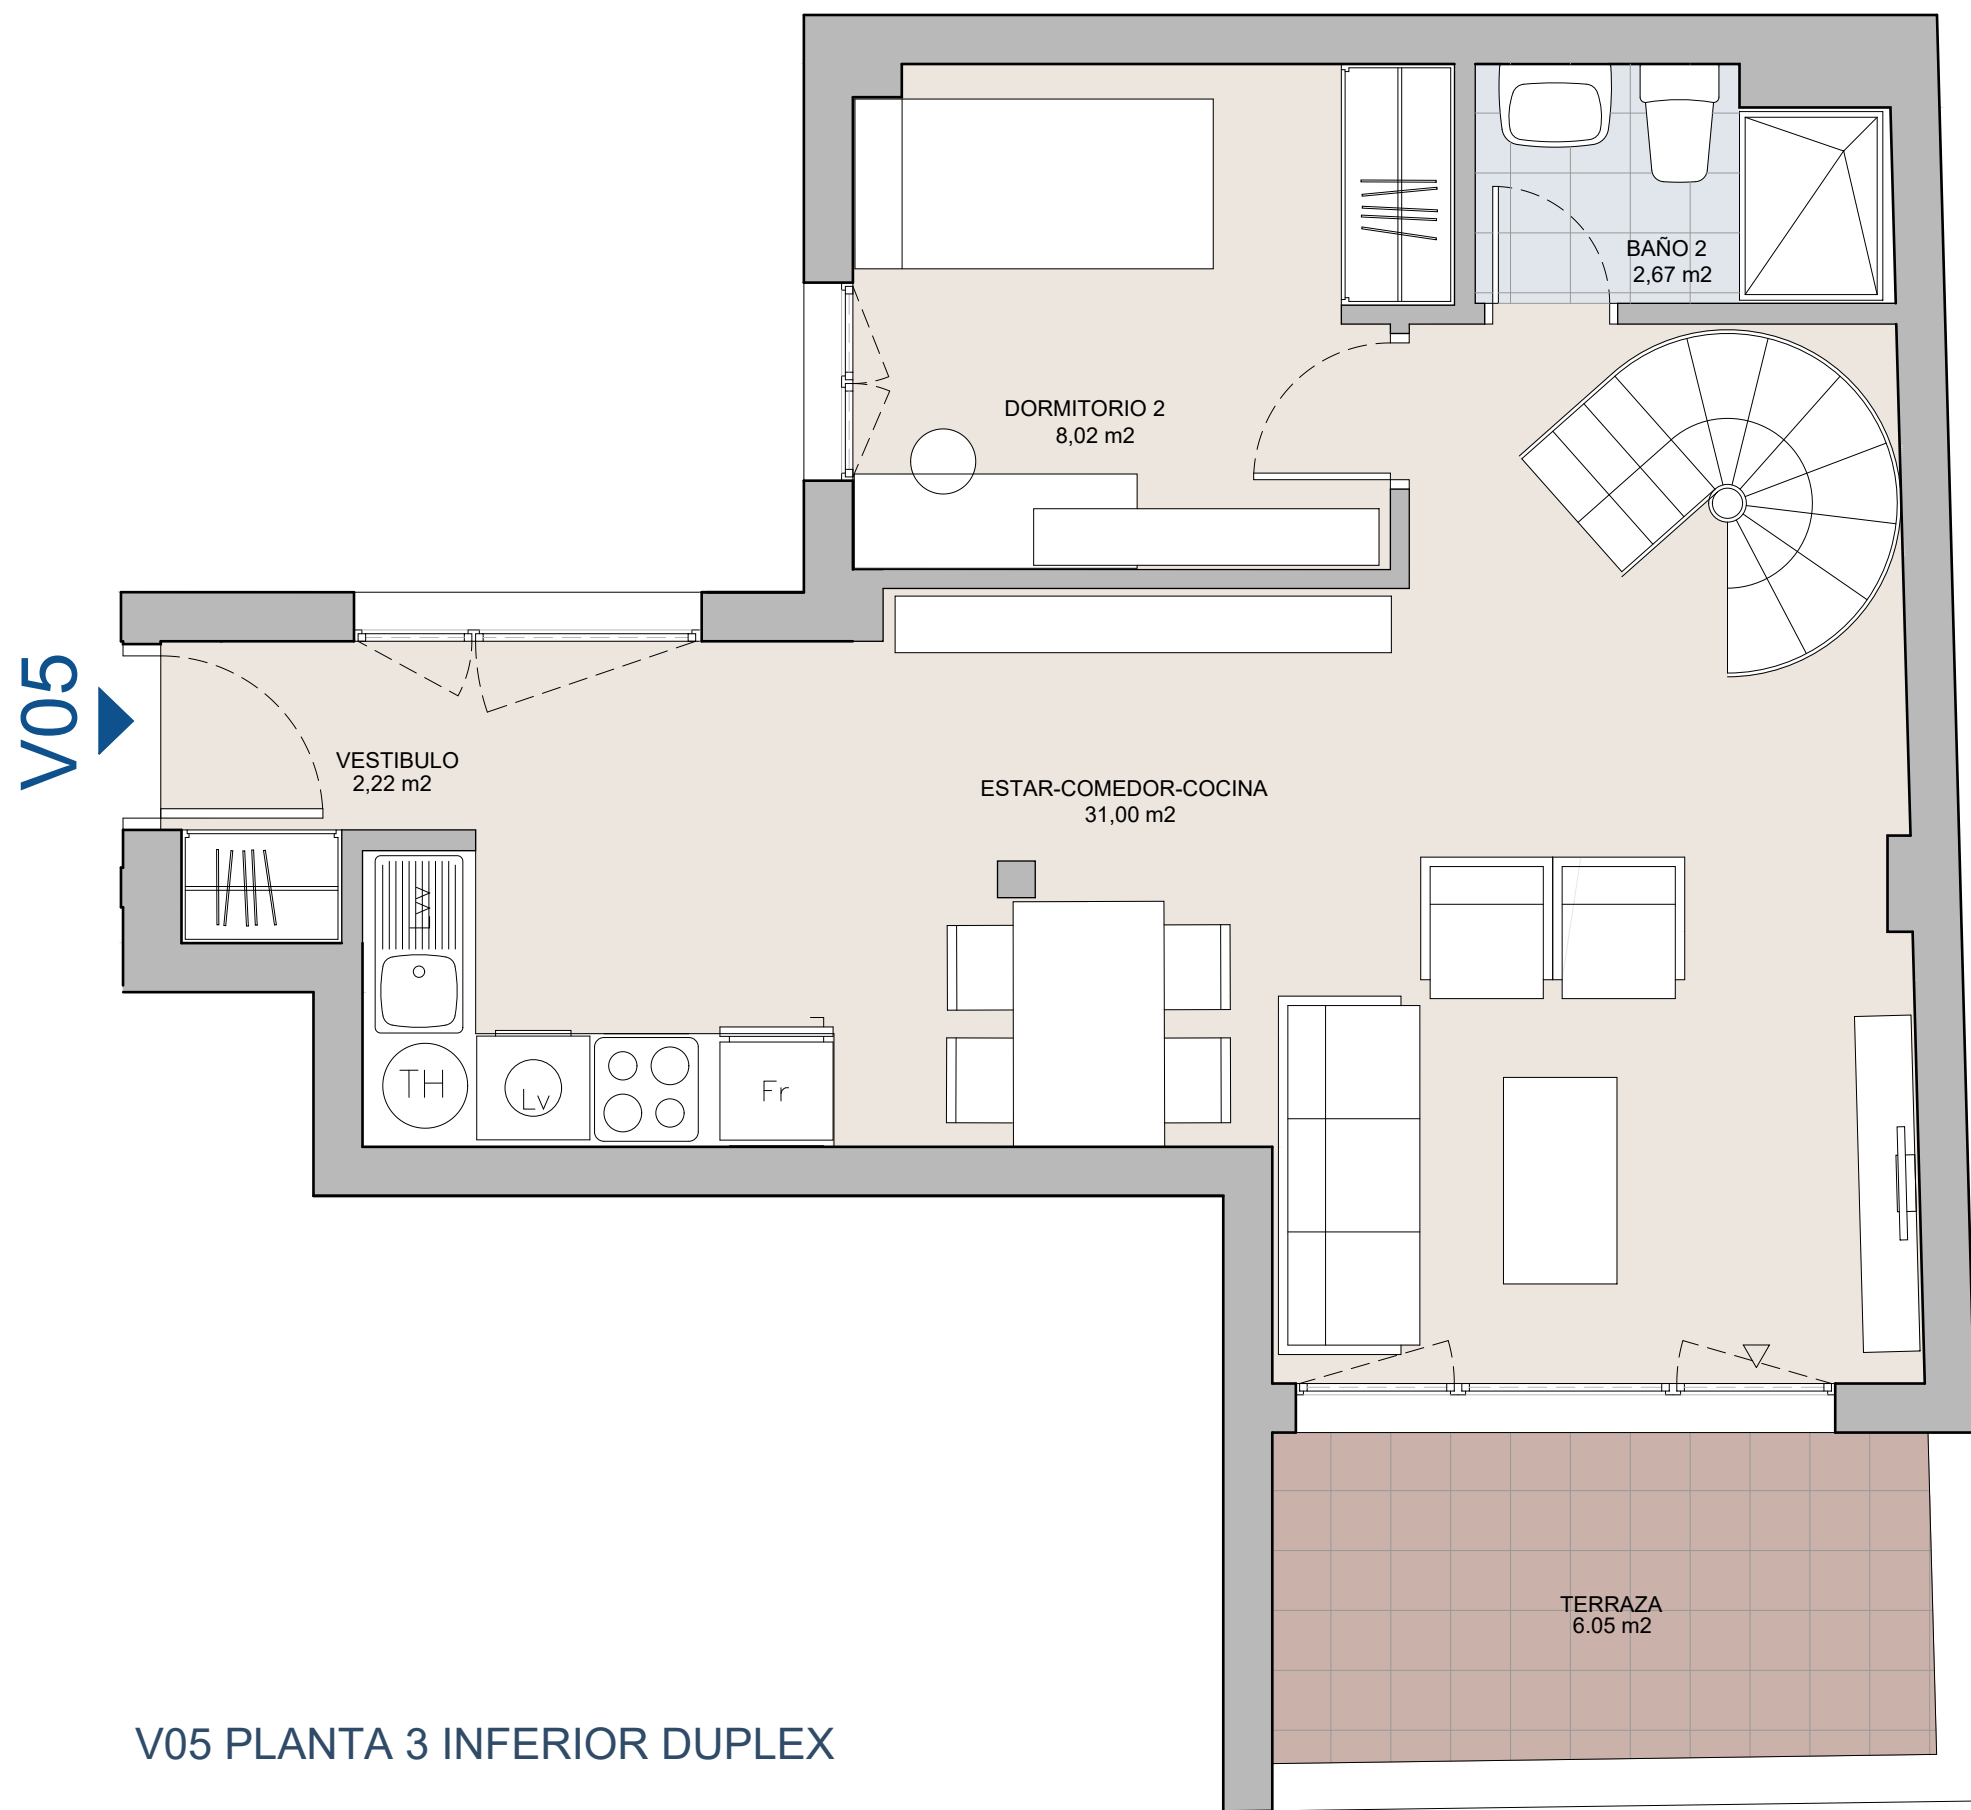 BAÑO 2
2,67 m2
DORMITORIO 2
8,02 m2
V05
VESTIBULO
2,22 m2
ESTAR-COMEDOR-COCINA
31,00 m2
LW
TH
Lv
Fr
TERRAZA
6.05 m2
V05 PLANTA 3 INFERIOR DUPLEX